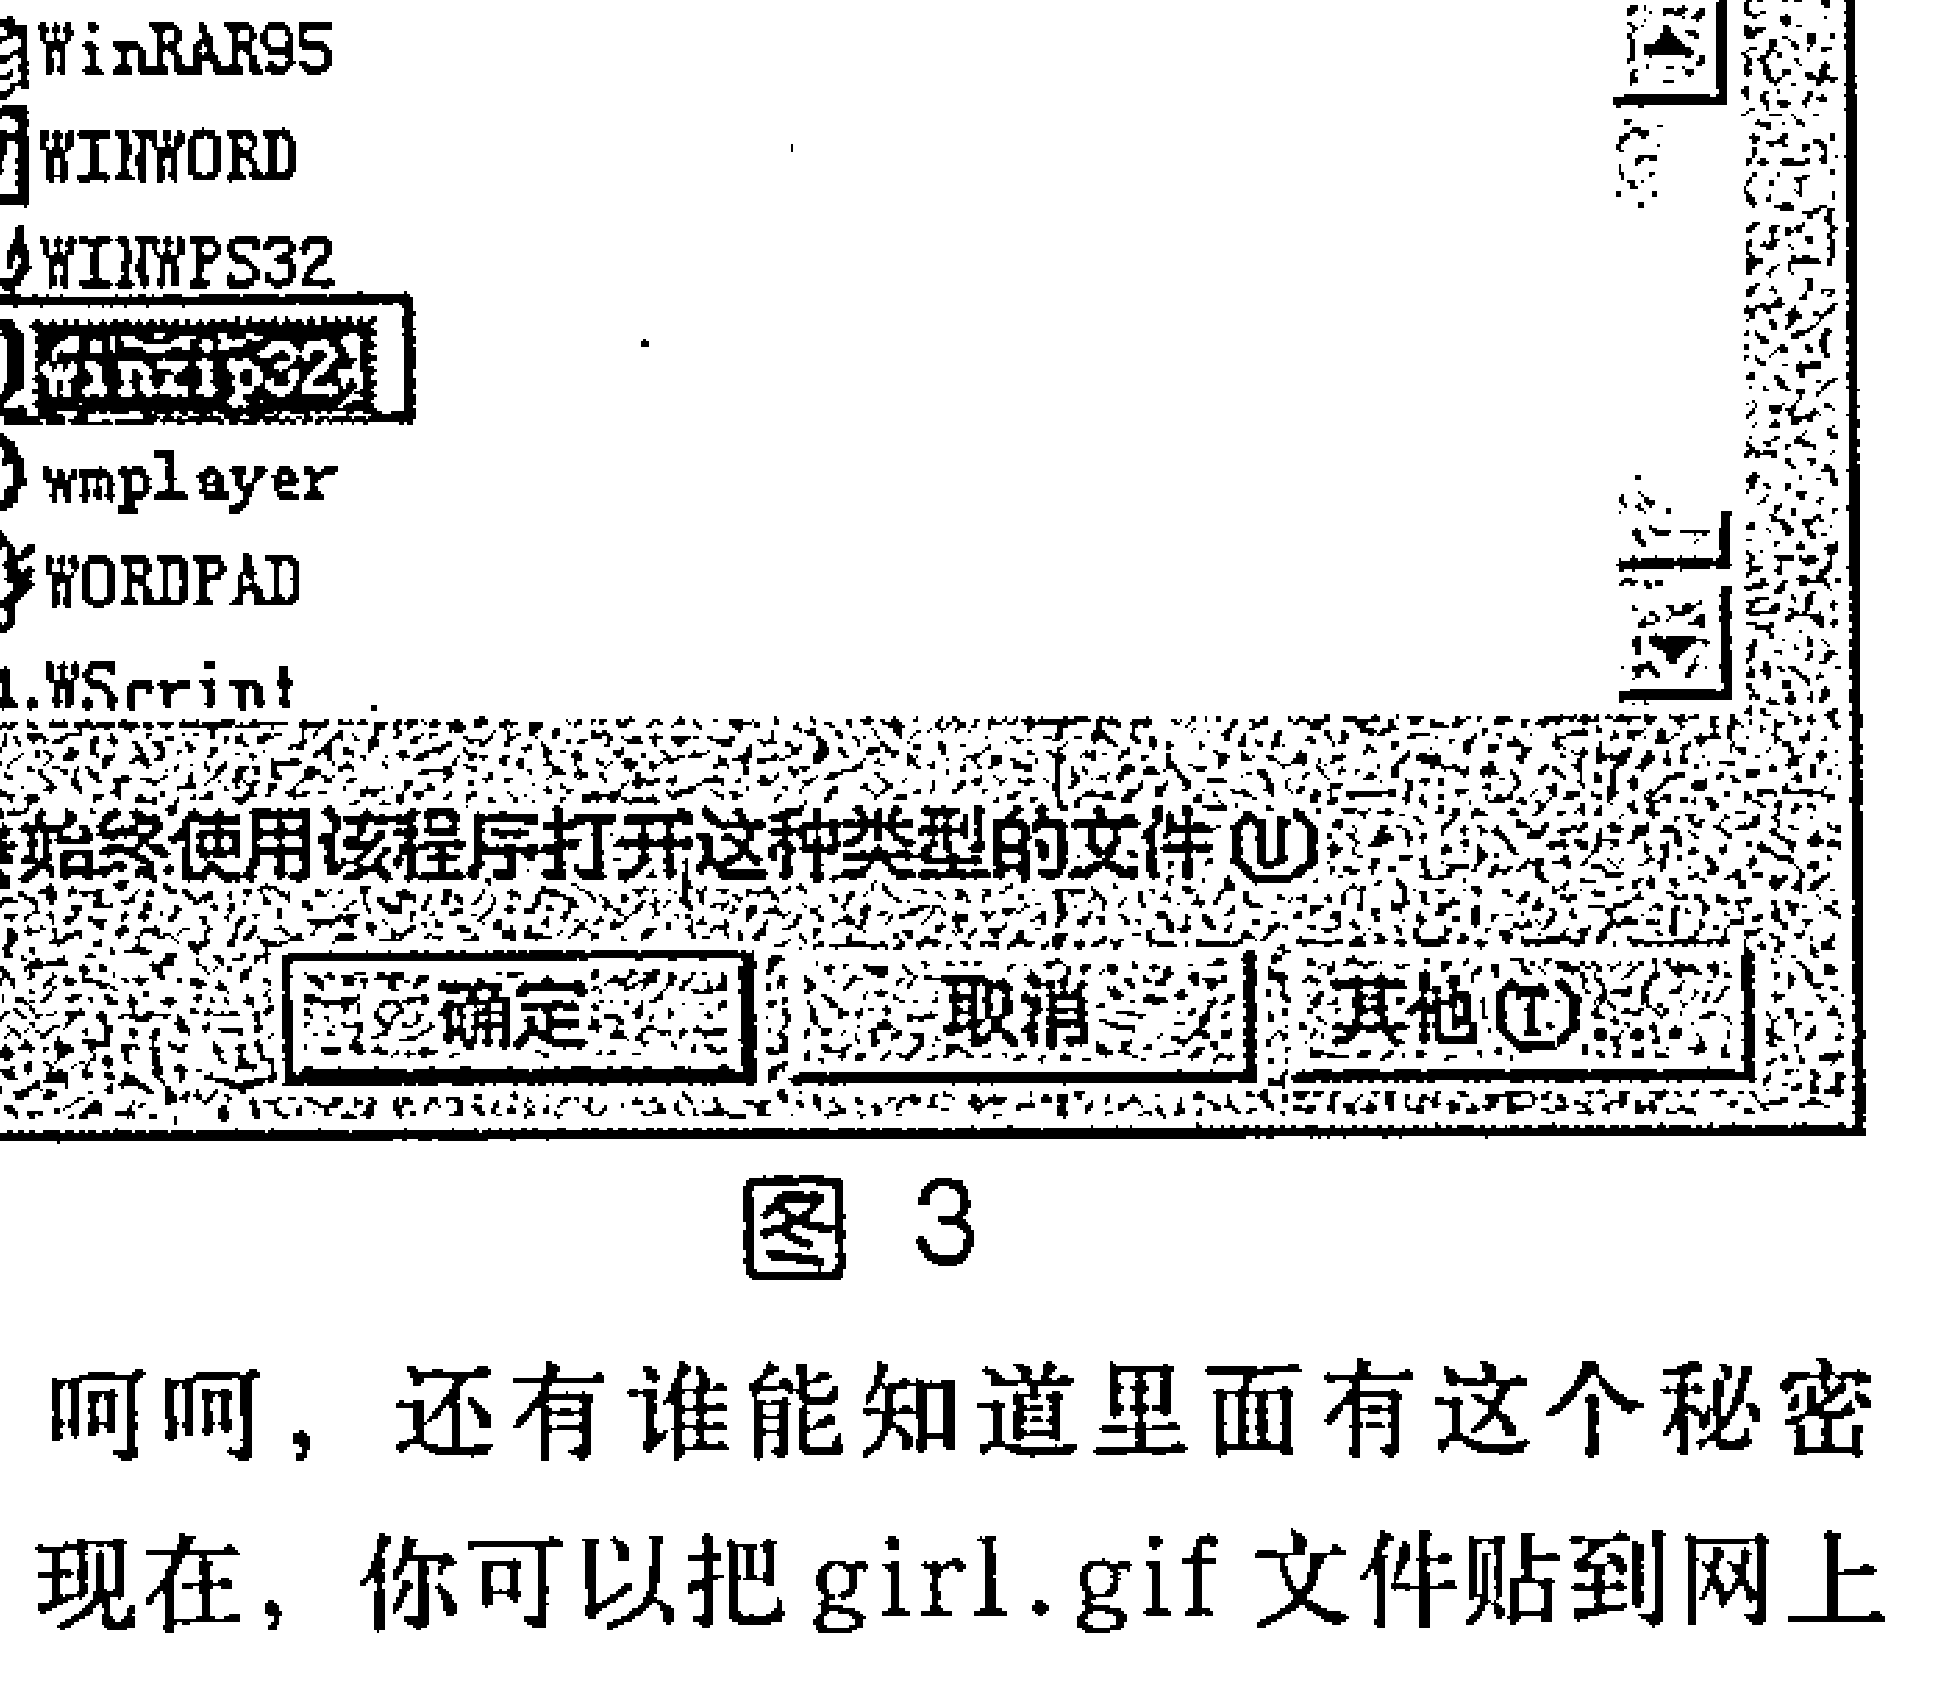 WinRAR95
WINWORD
WINWPS32
winzip32
wmplayer
WORDPAD
WScript
始终使用该程序打开这种类型的文件(U)
确定 取消 其他(T)
图 3
呵呵，还有谁能知道里面有这个秘密
现在，你可以把girl.gif文件贴到网上